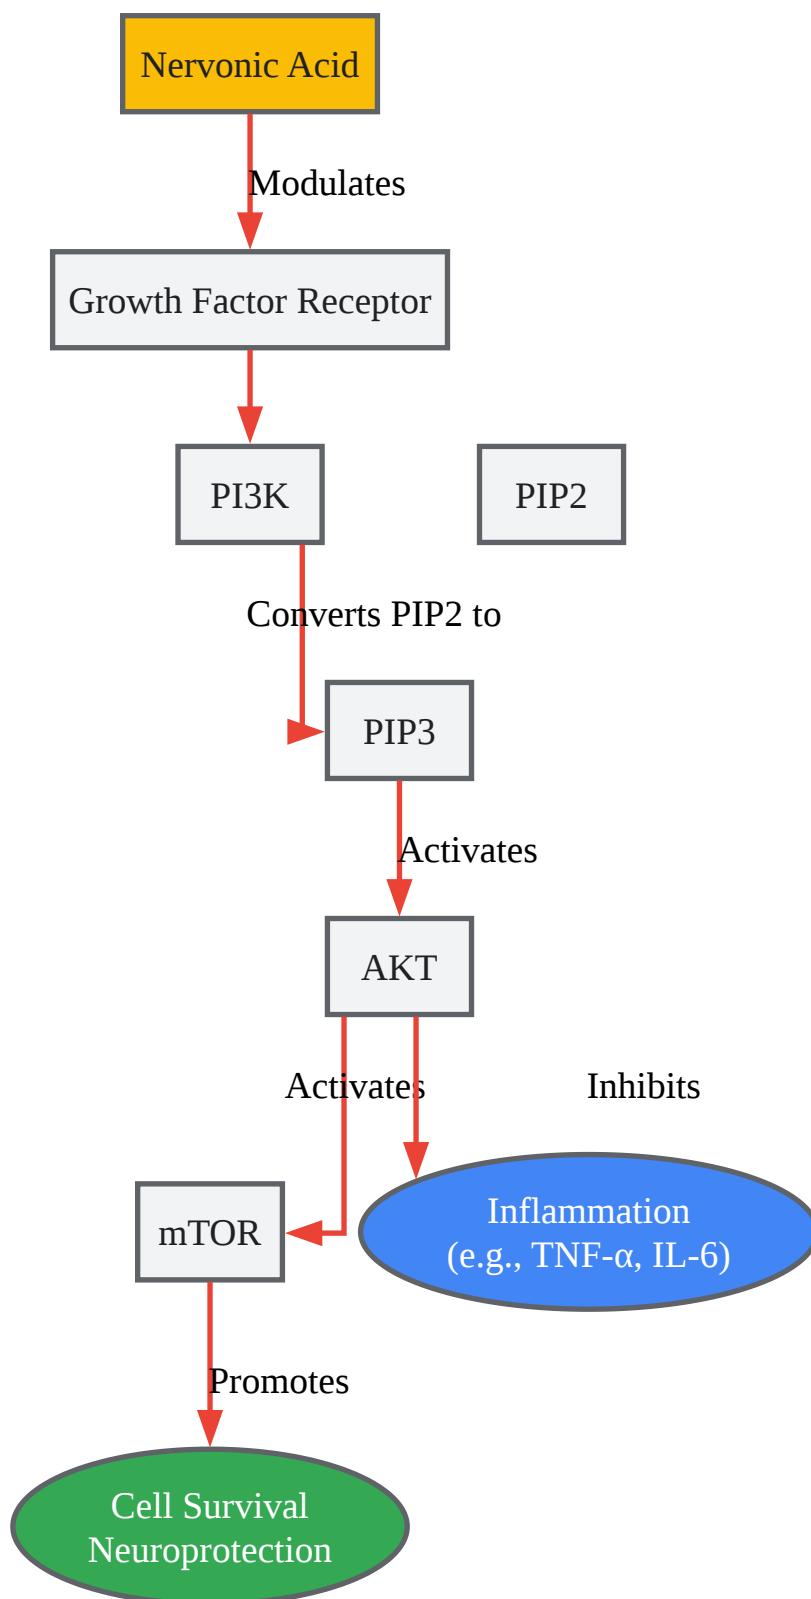 Nervonic Acid
Modulates
Growth Factor Receptor
PI3K
PIP2
Converts PIP2 to
PIP3
Activates
AKT
Activates
Inhibits
mTOR
Inflammation
(e.g., TNF-α, IL-6)
Promotes
Cell Survival
Neuroprotection